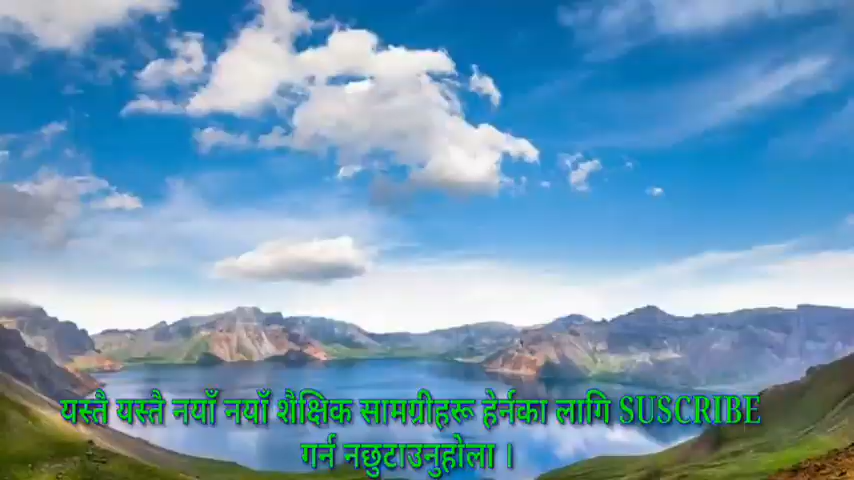 यस्तै यस्तै नयाँ नयाँ शैक्षिक सामग्रीहरू हेर्नका लागि SUSCRIBE
गर्न नछुटाउनुहोला ।